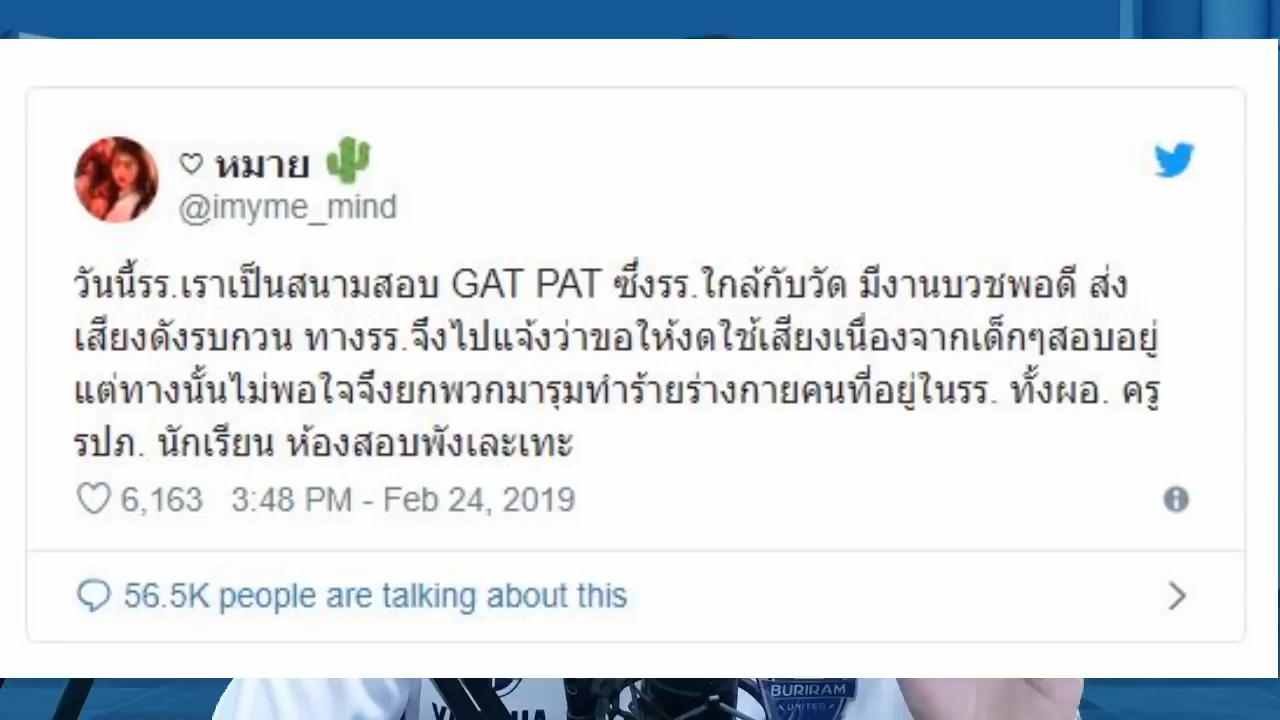 ♡ หมาย 🌵
@imyme_mind
วันนี้รร.เราเป็นสนามสอบ GAT PAT ซึ่งรร.ใกล้กับวัด มีงานบวชพอดี ส่ง
เสียงดังรบกวน ทางรร.จึงไปแจ้งว่าขอให้งดใช้เสียงเนื่องจากเด็กๆสอบอยู่
แต่ทางนั้นไม่พอใจจึงยกพวกมารุมทำร้ายร่างกายคนที่อยู่ในรร. ทั้งผอ. ครู
รปภ. นักเรียน ห้องสอบพังเละเทะ
6,163 3:48 PM - Feb 24, 2019
56.5K people are talking about this
BURIRAM
UNITED